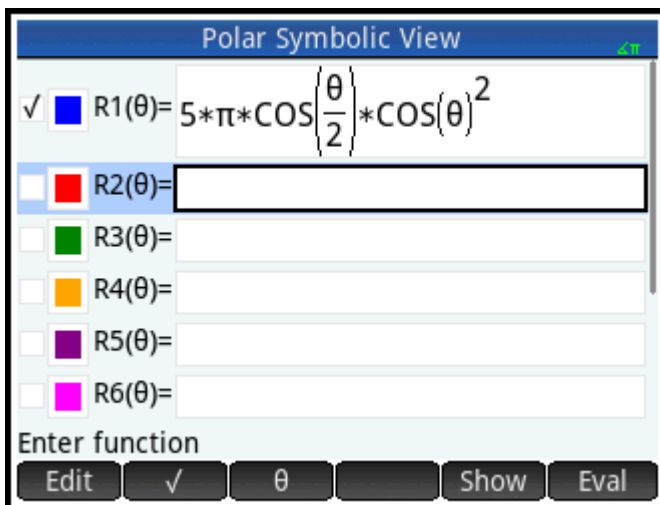 Polar Symbolic View
∡π
√ R1(θ)= 5*π*COS(θ/2)*COS(θ)^2
R2(θ)=
R3(θ)=
R4(θ)=
R5(θ)=
R6(θ)=
Enter function
Edit √ θ Show Eval